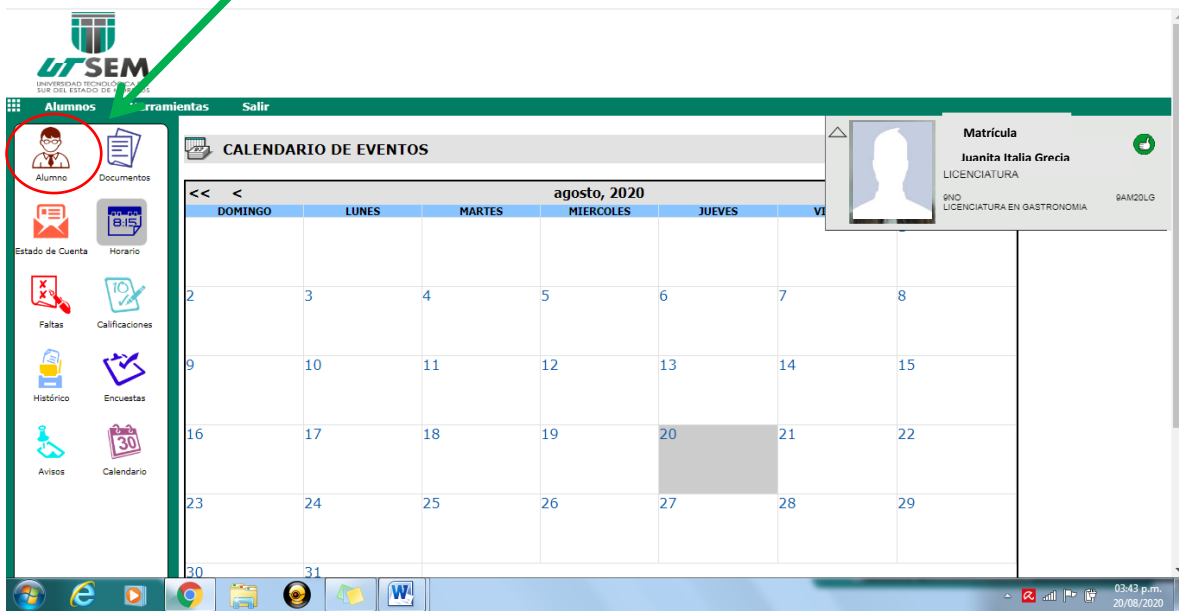 UTSEM
UNIVERSIDAD TECNOLÓGICA
SUR DEL ESTADO DE
Alumnos Salir
Alumno Documentos
Estado de Cuenta 8:15 Horario
Faltas 10 Calificaciones
Histórico Encuestas
Avisos 30 Calendario
CALENDARIO DE EVENTOS
Matrícula
Juanita Italia Grecia
LICENCIATURA
9NO 9AM20LG
LICENCIATURA EN GASTRONOMIA
<< < agosto, 2020
DOMINGO LUNES MARTES MIERCOLES JUEVES
2 3 4 5 6 7 8
9 10 11 12 13 14 15
16 17 18 19 20 21 22
23 24 25 26 27 28 29
30 31
03:43 p.m.
20/08/2020